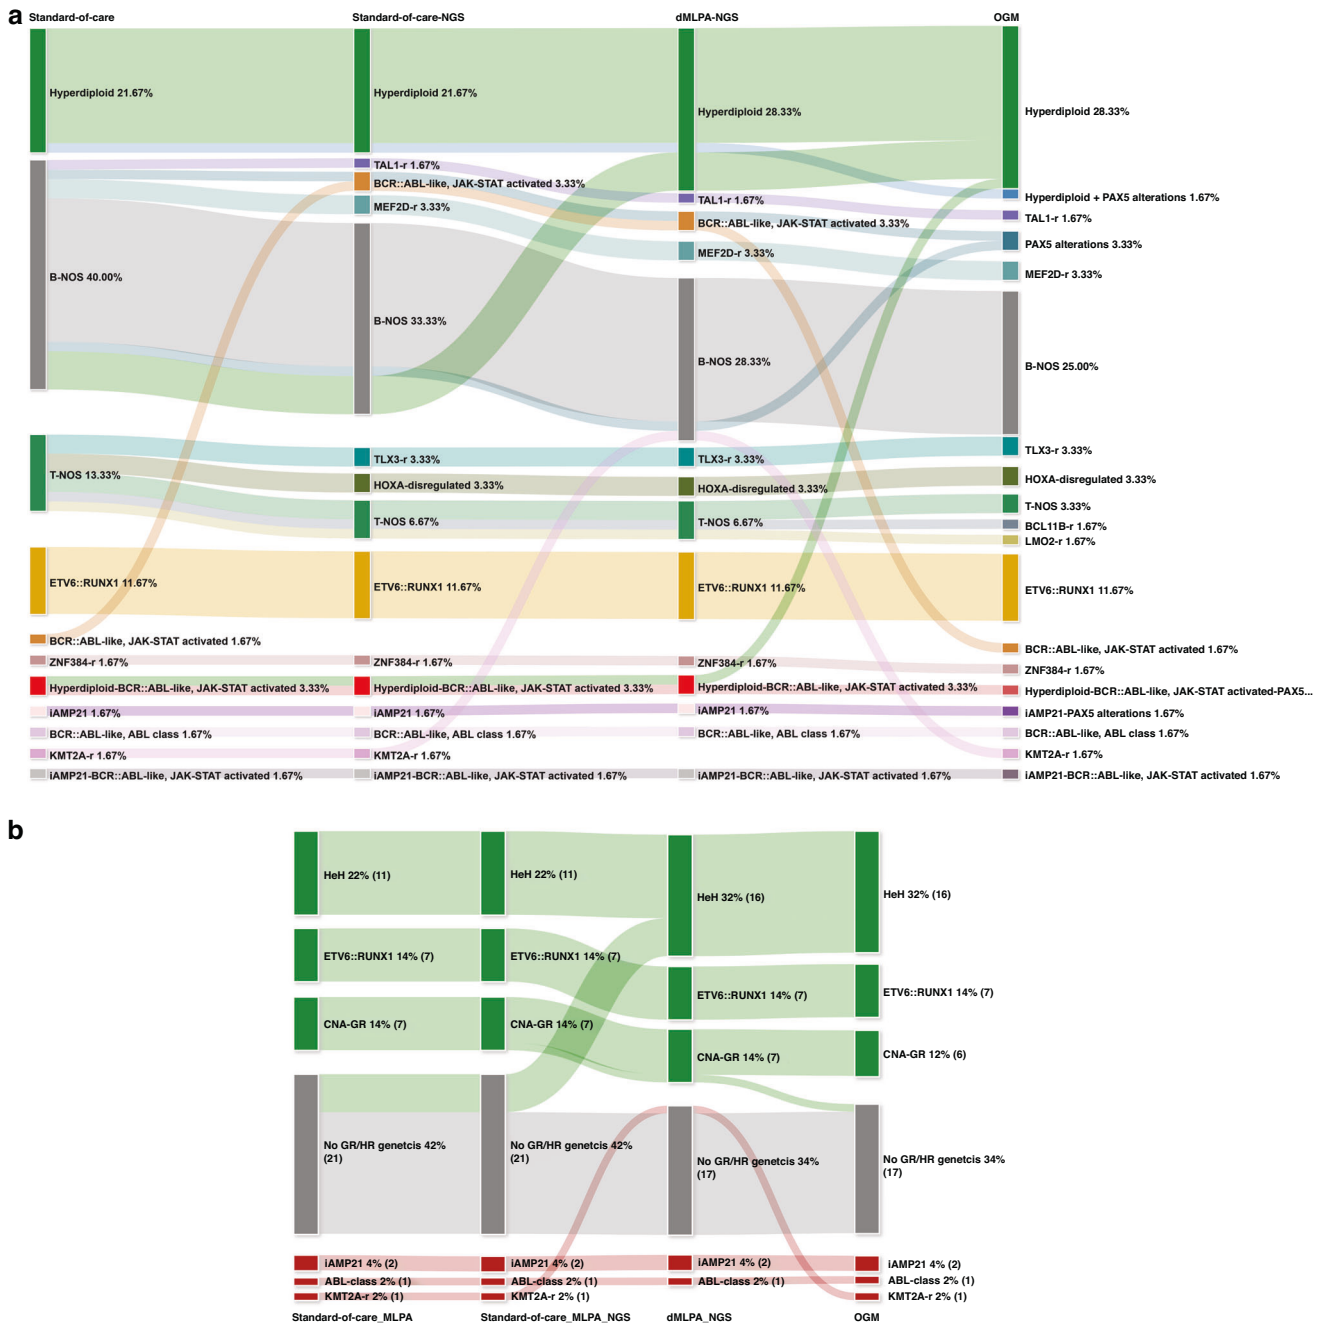 a
Standard-of-care
Standard-of-care-NGS
dMLPA-NGS
OGM
Hyperdiploid 21.67%
B-NOS 40.00%
T-NOS 13.33%
ETV6::RUNX1 11.67%
BCR::ABL-like, JAK-STAT activated 1.67%
ZNF384-r 1.67%
Hyperdiploid-BCR::ABL-like, JAK-STAT activated 3.33%
iAMP21 1.67%
BCR::ABL-like, ABL class 1.67%
KMT2A-r 1.67%
iAMP21-BCR::ABL-like, JAK-STAT activated 1.67%
Hyperdiploid 21.67%
TAL1-r 1.67%
BCR::ABL-like, JAK-STAT activated 3.33%
MEF2D-r 3.33%
B-NOS 33.33%
TLX3-r 3.33%
HOXA-disregulated 3.33%
T-NOS 6.67%
ETV6::RUNX1 11.67%
ZNF384-r 1.67%
Hyperdiploid-BCR::ABL-like, JAK-STAT activated 3.33%
iAMP21 1.67%
BCR::ABL-like, ABL class 1.67%
KMT2A-r 1.67%
iAMP21-BCR::ABL-like, JAK-STAT activated 1.67%
Hyperdiploid 28.33%
TAL1-r 1.67%
BCR::ABL-like, JAK-STAT activated 3.33%
MEF2D-r 3.33%
B-NOS 28.33%
TLX3-r 3.33%
HOXA-disregulated 3.33%
T-NOS 6.67%
ETV6::RUNX1 11.67%
ZNF384-r 1.67%
Hyperdiploid-BCR::ABL-like, JAK-STAT activated 3.33%
iAMP21 1.67%
BCR::ABL-like, ABL class 1.67%
iAMP21-BCR::ABL-like, JAK-STAT activated 1.67%
Hyperdiploid 28.33%
Hyperdiploid + PAX5 alterations 1.67%
TAL1-r 1.67%
PAX5 alterations 3.33%
MEF2D-r 3.33%
B-NOS 25.00%
TLX3-r 3.33%
HOXA-disregulated 3.33%
T-NOS 3.33%
BCL11B-r 1.67%
LMO2-r 1.67%
ETV6::RUNX1 11.67%
BCR::ABL-like, JAK-STAT activated 1.67%
ZNF384-r 1.67%
Hyperdiploid-BCR::ABL-like, JAK-STAT activated-PAX5...
iAMP21-PAX5 alterations 1.67%
BCR::ABL-like, ABL class 1.67%
KMT2A-r 1.67%
iAMP21-BCR::ABL-like, JAK-STAT activated 1.67%
b
HeH 22% (11)
ETV6::RUNX1 14% (7)
CNA-GR 14% (7)
No GR/HR genetcis 42%
(21)
iAMP21 4% (2)
ABL-class 2% (1)
KMT2A-r 2% (1)
HeH 22% (11)
ETV6::RUNX1 14% (7)
CNA-GR 14% (7)
No GR/HR genetcis 42%
(21)
iAMP21 4% (2)
ABL-class 2% (1)
KMT2A-r 2% (1)
HeH 32% (16)
ETV6::RUNX1 14% (7)
CNA-GR 14% (7)
No GR/HR genetcis 34%
(17)
iAMP21 4% (2)
ABL-class 2% (1)
HeH 32% (16)
ETV6::RUNX1 14% (7)
CNA-GR 12% (6)
No GR/HR genetcis 34%
(17)
iAMP21 4% (2)
ABL-class 2% (1)
KMT2A-r 2% (1)
Standard-of-care_MLPA
Standard-of-care_MLPA_NGS
dMLPA_NGS
OGM